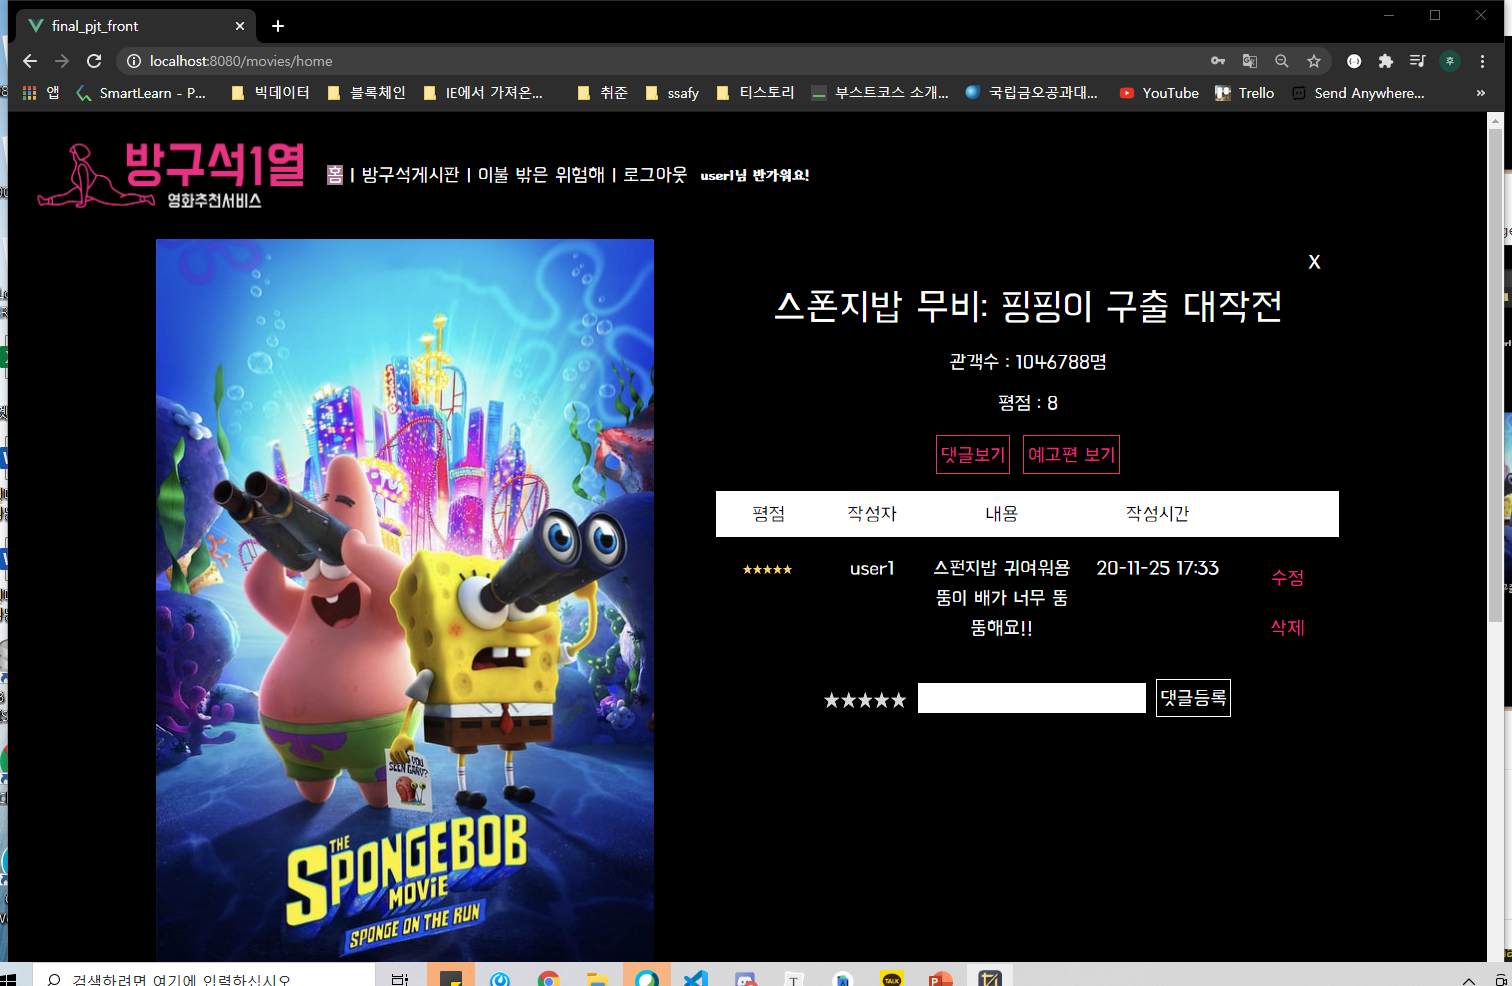 final_pjt_front
localhost:8080/movies/home
앱 SmartLearn - P... 빅데이터 블록체인 IE에서 가져온... 취준 ssafy 티스토리 부스트코스 소개... 국립금오공과대... YouTube Trello Send Anywhere... »
방구석1열
영화추천서비스
홈 | 방구석게시판 | 이불 밖은 위험해 | 로그아웃 user1님 반가워요!
X
스폰지밥 무비: 핑핑이 구출 대작전
관객수 : 1046788명
평점 : 8
댓글보기 예고편 보기
평점 작성자 내용 작성시간
★★★★★ user1 스펀지밥 귀여워용 20-11-25 17:33 수정
뚱이 배가 너무 뚱
뚱해요!! 삭제
★★★★★ 댓글등록
YOU
SEEN GARY?
THE
SPONGEBOB
MOVIE
SPONGE ON THE RUN
검색하려면 여기에 입력하십시오
TALK